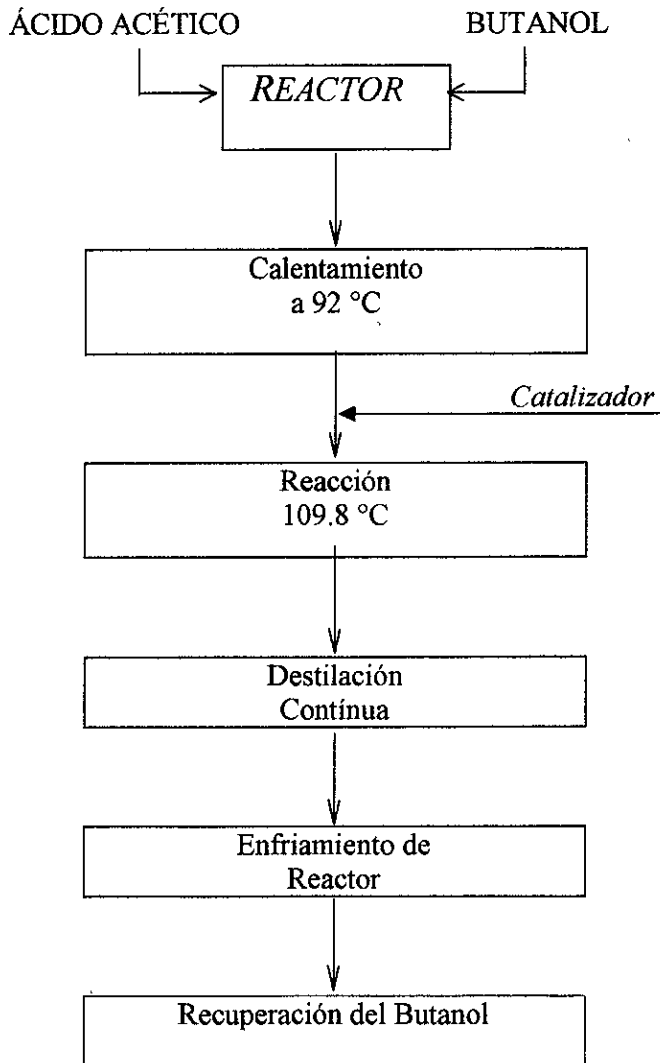 ÁCIDO ACÉTICO
BUTANOL
REACTOR
Calentamiento
a 92 °C
Catalizador
Reacción
109.8 °C
Destilación
Contínua
Enfriamiento de
Reactor
Recuperación del Butanol